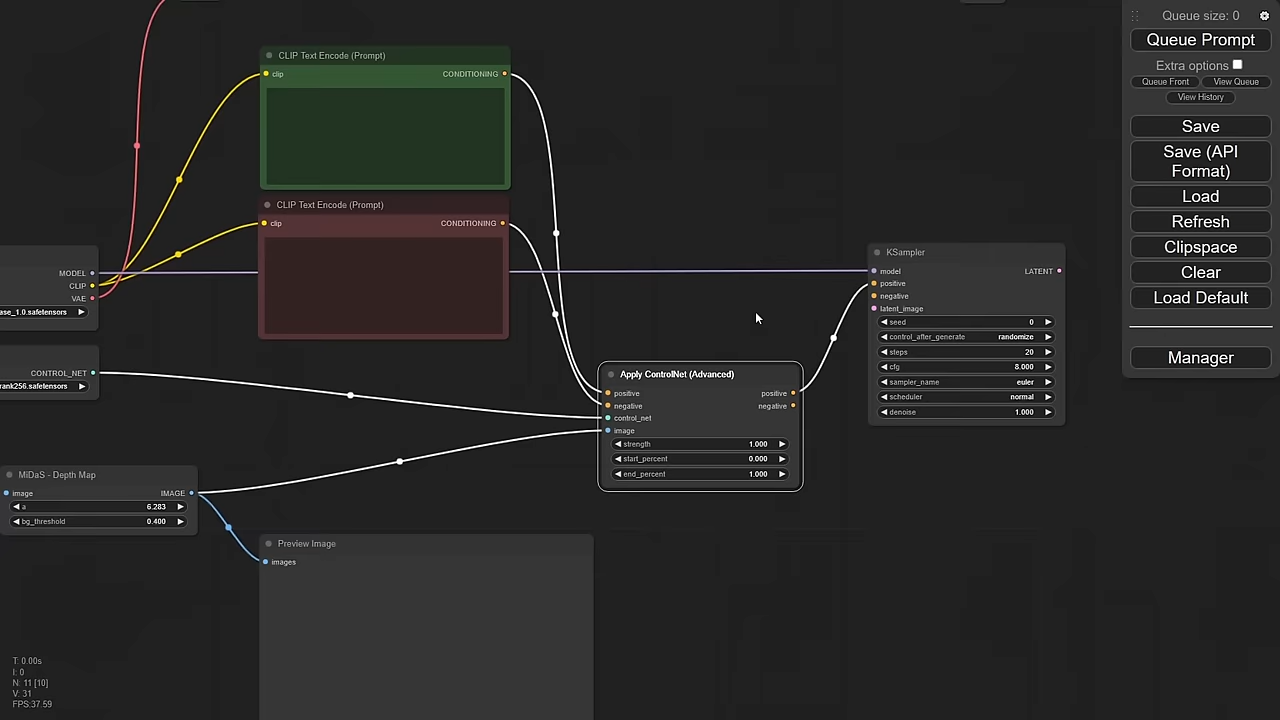 Queue size: 0
Queue Prompt
Extra options
Queue Front
View Queue
View History
Save
Save (API Format)
Load
Refresh
Clipspace
Clear
Load Default
Manager
CLIP Text Encode (Prompt)
clip
CONDITIONING
CLIP Text Encode (Prompt)
clip
CONDITIONING
MODEL
CLIP
VAE
ase_1.0.safetensors
CONTROL_NET
rank256.safetensors
MiDaS - Depth Map
image
IMAGE
a
6.283
bg_threshold
0.400
Preview Image
images
Apply ControlNet (Advanced)
positive
positive
negative
negative
control_net
image
strength
1.000
start_percent
0.000
end_percent
1.000
KSampler
model
LATENT
positive
negative
latent_image
seed
0
control_after_generate
randomize
steps
20
cfg
8.000
sampler_name
euler
scheduler
normal
denoise
1.000
T: 0.00s
I: 0
N: 11 [10]
V: 31
FPS:37.59